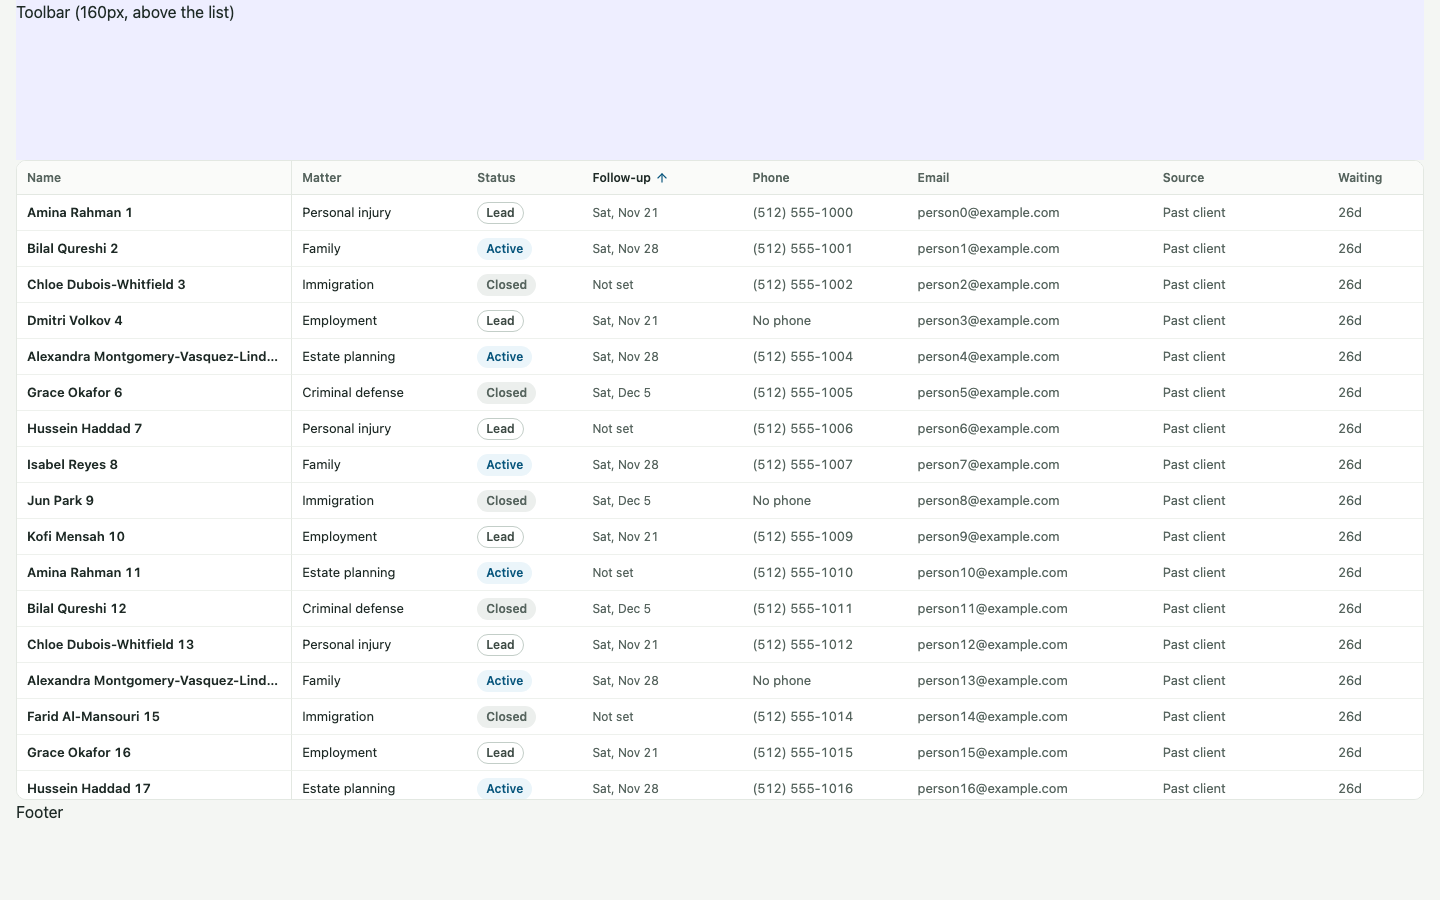 Toolbar (160px, above the list)
Name Matter Status Follow-up ↑ Phone Email Source Waiting
Amina Rahman 1 Personal injury Lead Sat, Nov 21 (512) 555-1000 person0@example.com Past client 26d
Bilal Qureshi 2 Family Active Sat, Nov 28 (512) 555-1001 person1@example.com Past client 26d
Chloe Dubois-Whitfield 3 Immigration Closed Not set (512) 555-1002 person2@example.com Past client 26d
Dmitri Volkov 4 Employment Lead Sat, Nov 21 No phone person3@example.com Past client 26d
Alexandra Montgomery-Vasquez-Lind... Estate planning Active Sat, Nov 28 (512) 555-1004 person4@example.com Past client 26d
Grace Okafor 6 Criminal defense Closed Sat, Dec 5 (512) 555-1005 person5@example.com Past client 26d
Hussein Haddad 7 Personal injury Lead Not set (512) 555-1006 person6@example.com Past client 26d
Isabel Reyes 8 Family Active Sat, Nov 28 (512) 555-1007 person7@example.com Past client 26d
Jun Park 9 Immigration Closed Sat, Dec 5 No phone person8@example.com Past client 26d
Kofi Mensah 10 Employment Lead Sat, Nov 21 (512) 555-1009 person9@example.com Past client 26d
Amina Rahman 11 Estate planning Active Not set (512) 555-1010 person10@example.com Past client 26d
Bilal Qureshi 12 Criminal defense Closed Sat, Dec 5 (512) 555-1011 person11@example.com Past client 26d
Chloe Dubois-Whitfield 13 Personal injury Lead Sat, Nov 21 (512) 555-1012 person12@example.com Past client 26d
Alexandra Montgomery-Vasquez-Lind... Family Active Sat, Nov 28 No phone person13@example.com Past client 26d
Farid Al-Mansouri 15 Immigration Closed Not set (512) 555-1014 person14@example.com Past client 26d
Grace Okafor 16 Employment Lead Sat, Nov 21 (512) 555-1015 person15@example.com Past client 26d
Hussein Haddad 17 Estate planning Active Sat, Nov 28 (512) 555-1016 person16@example.com Past client 26d
Footer